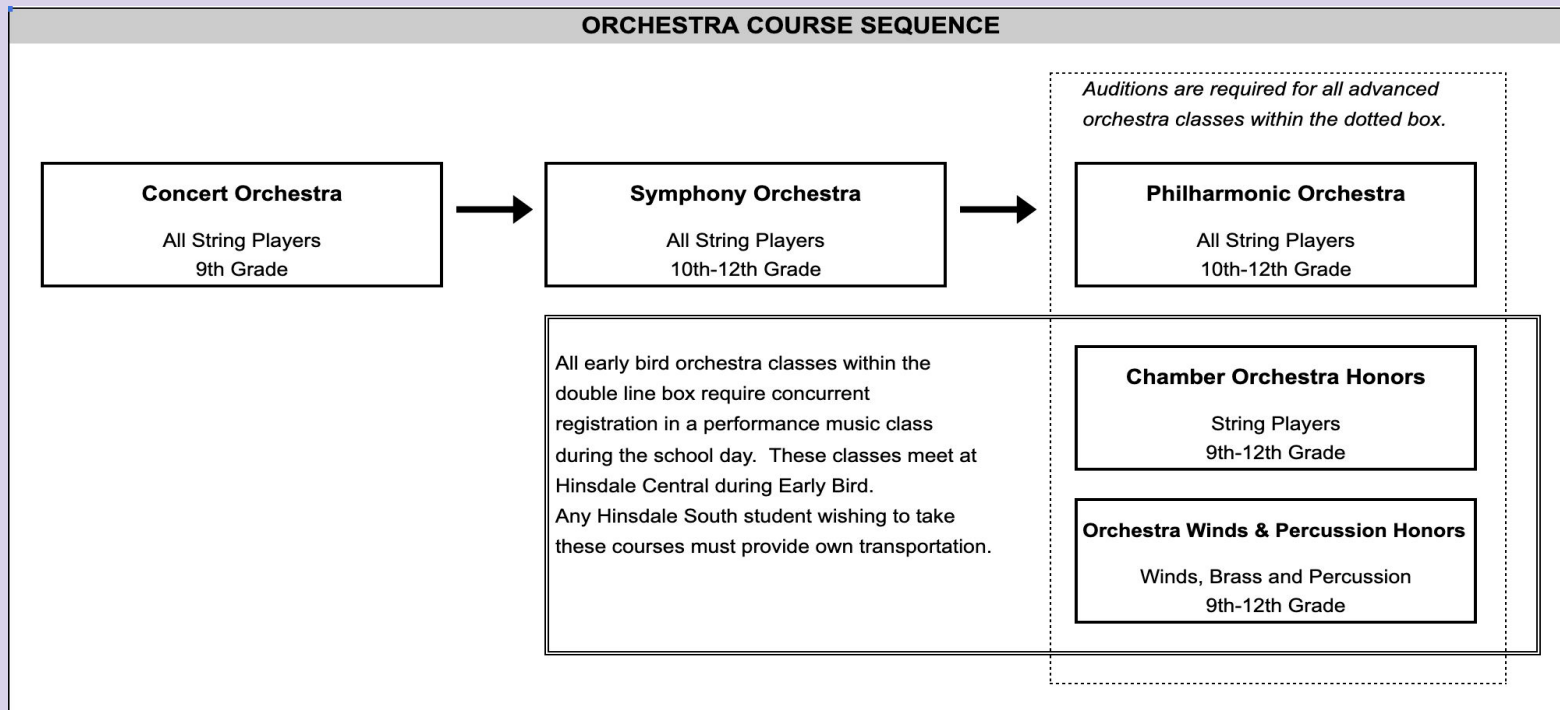 ORCHESTRA COURSE SEQUENCE
Auditions are required for all advanced
orchestra classes within the dotted box.
Concert Orchestra
All String Players
9th Grade
Symphony Orchestra
All String Players
10th-12th Grade
Philharmonic Orchestra
All String Players
10th-12th Grade
All early bird orchestra classes within the
double line box require concurrent
registration in a performance music class
during the school day.  These classes meet at
Hinsdale Central during Early Bird.
Any Hinsdale South student wishing to take
these courses must provide own transportation.
Chamber Orchestra Honors
String Players
9th-12th Grade
Orchestra Winds & Percussion Honors
Winds, Brass and Percussion
9th-12th Grade